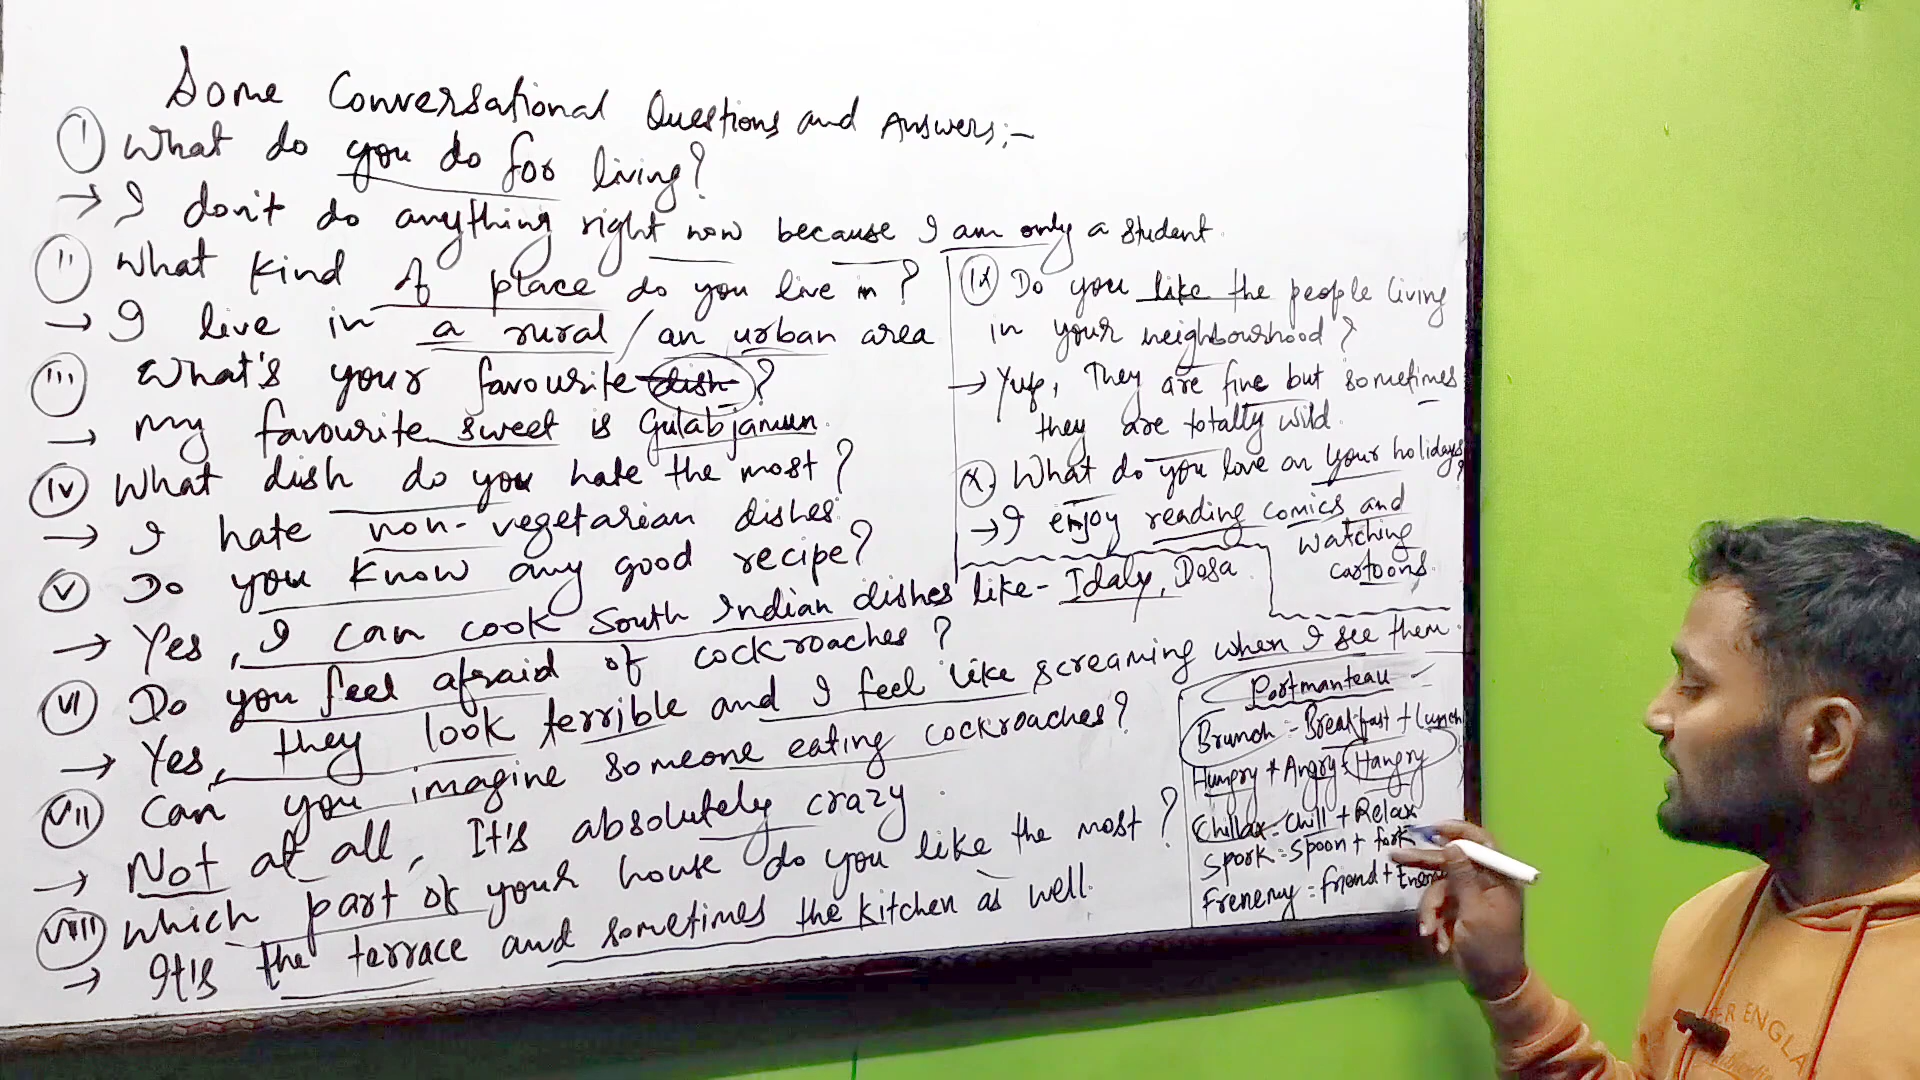 Some Conversational Questions and Answers:-
(i) What do you do for living?
→ I don't do anything right now because I am only a student.
(ii) What kind of place do you live in?
→ I live in a rural / an urban area
(iii) What's your favourite dish?
→ My favourite sweet is Gulabjamun.
(iv) What dish do you hate the most?
→ I hate non-vegetarian dishes.
(v) Do you know any good recipe?
→ Yes, I can cook South Indian dishes like- Idaly, Dosa
(vi) Do you feel afraid of cockroaches?
→ Yes, they look terrible and I feel like screaming when I see them.
(vii) Can you imagine someone eating cockroaches?
→ Not at all, It's absolutely crazy.
(viii) Which part of your house do you like the most?
→ It's the terrace and sometimes the kitchen as well.
(ix) Do you like the people living
in your neighbourhood?
→ Yup, They are fine but sometimes
they are totally wild.
(x). What do you love on your holidays?
→ I enjoy reading comics and
watching
cartoons.
Portmanteau
Brunch = Breakfast + Lunch
Hungry + Angry = Hangry
Chillax = Chill + Relax
Spork = Spoon + fork
Frenemy = friend +
ER ENGLA